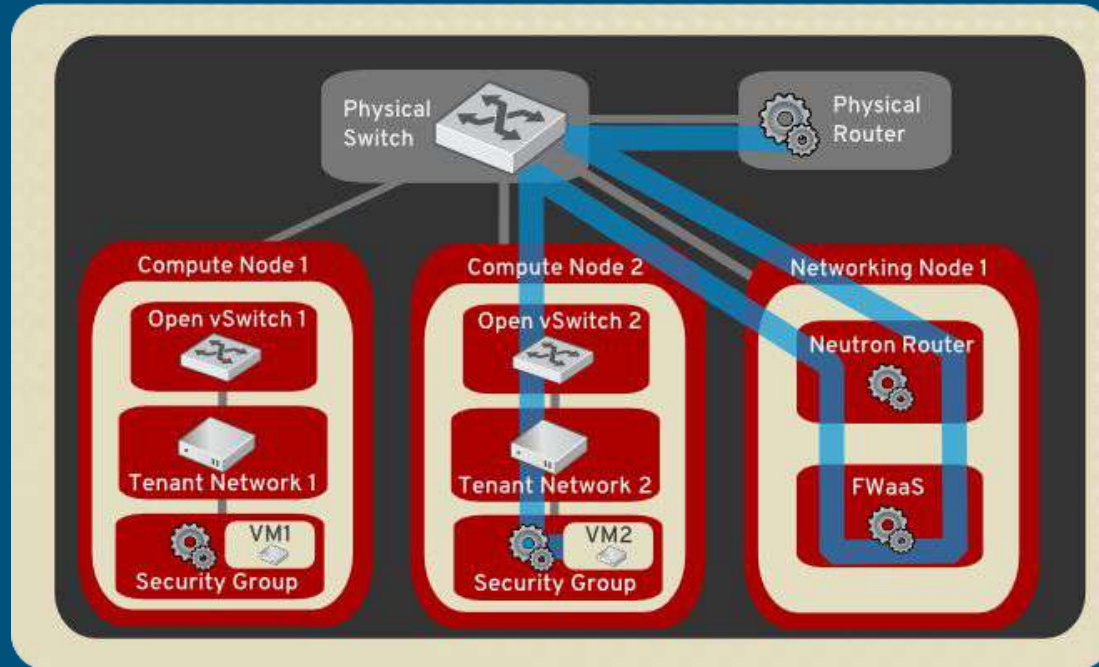 Physical
Switch
Physical
Router
Compute Node 1
Open vSwitch 1
Tenant Network 1
VM1
Security Group
Compute Node 2
Open vSwitch 2
Tenant Network 2
VM2
Security Group
Networking Node 1
Neutron Router
FWaaS